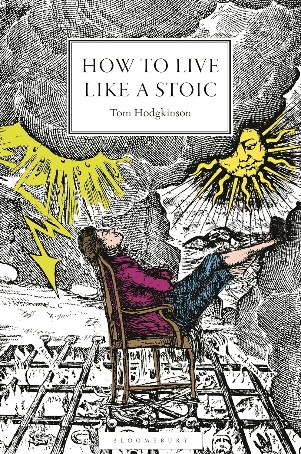 HOW TO LIVE
LIKE A STOIC
Tom Hodgkinson
BLOOMSBURY